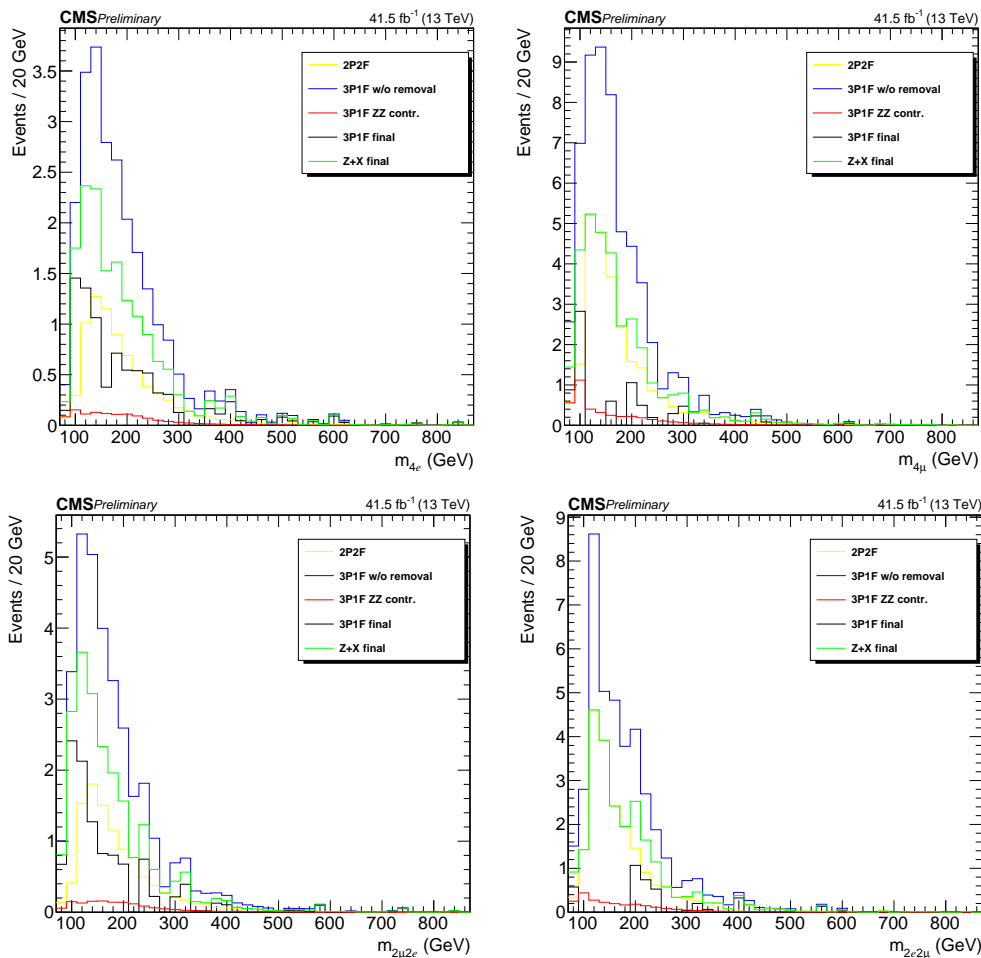 CMS Preliminary 41.5 fb⁻¹ (13 TeV)
Events / 20 GeV
3.5
3
2.5
2
1.5
1
0.5
0
2P2F
3P1F w/o removal
3P1F ZZ contr.
3P1F final
Z+X final
100 200 300 400 500 600 700 800
m4e (GeV)
CMS Preliminary 41.5 fb⁻¹ (13 TeV)
Events / 20 GeV
9
8
7
6
5
4
3
2
1
0
2P2F
3P1F w/o removal
3P1F ZZ contr.
3P1F final
Z+X final
100 200 300 400 500 600 700 800
m4μ (GeV)
CMS Preliminary 41.5 fb⁻¹ (13 TeV)
Events / 20 GeV
5
4
3
2
1
0
2P2F
3P1F w/o removal
3P1F ZZ contr.
3P1F final
Z+X final
100 200 300 400 500 600 700 800
m2μ2e (GeV)
CMS Preliminary 41.5 fb⁻¹ (13 TeV)
Events / 20 GeV
9
8
7
6
5
4
3
2
1
0
2P2F
3P1F w/o removal
3P1F ZZ contr.
3P1F final
Z+X final
100 200 300 400 500 600 700 800
m2e2μ (GeV)